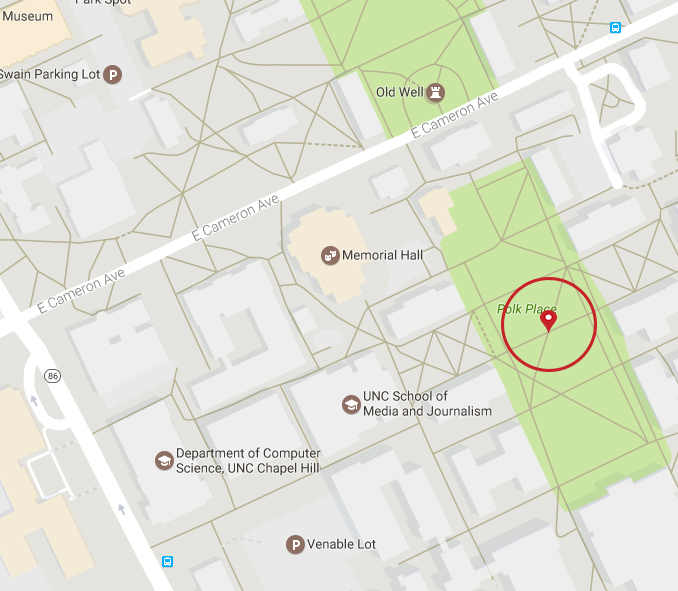 Park Spot
Museum
Swain Parking Lot
P
Old Well
E Cameron Ave
E Cameron Ave
Memorial Hall
E Cameron Ave
Polk Place
86
UNC School of
Media and Journalism
Department of Computer
Science, UNC Chapel Hill
P
Venable Lot